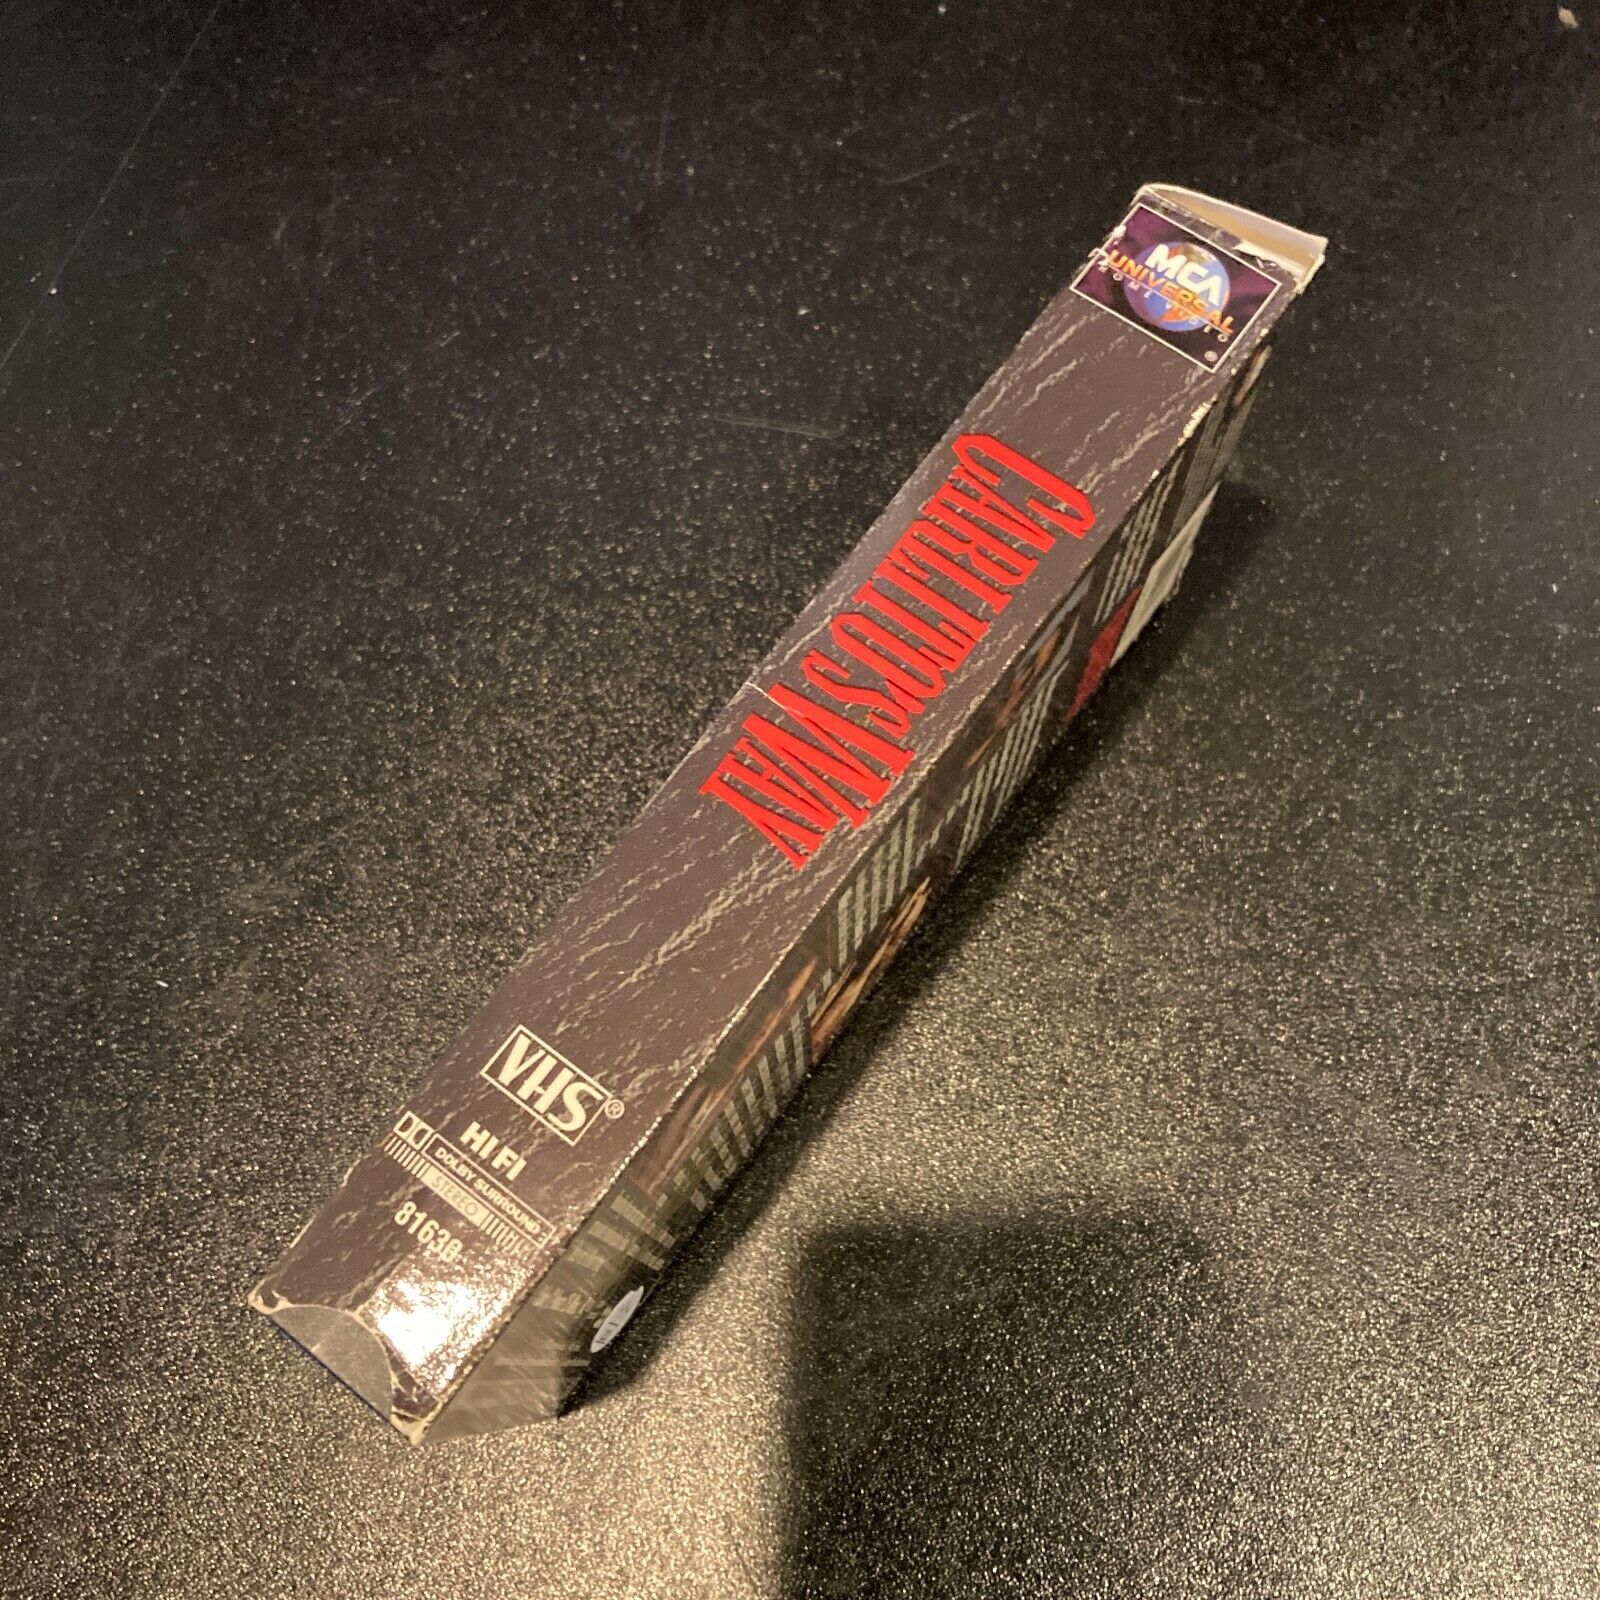 MCA
UNIVERSAL
HOME VIDEO
®
CARLITO'S WAY
VHS®
HI FI
DOLBY SURROUND
STEREO
81630